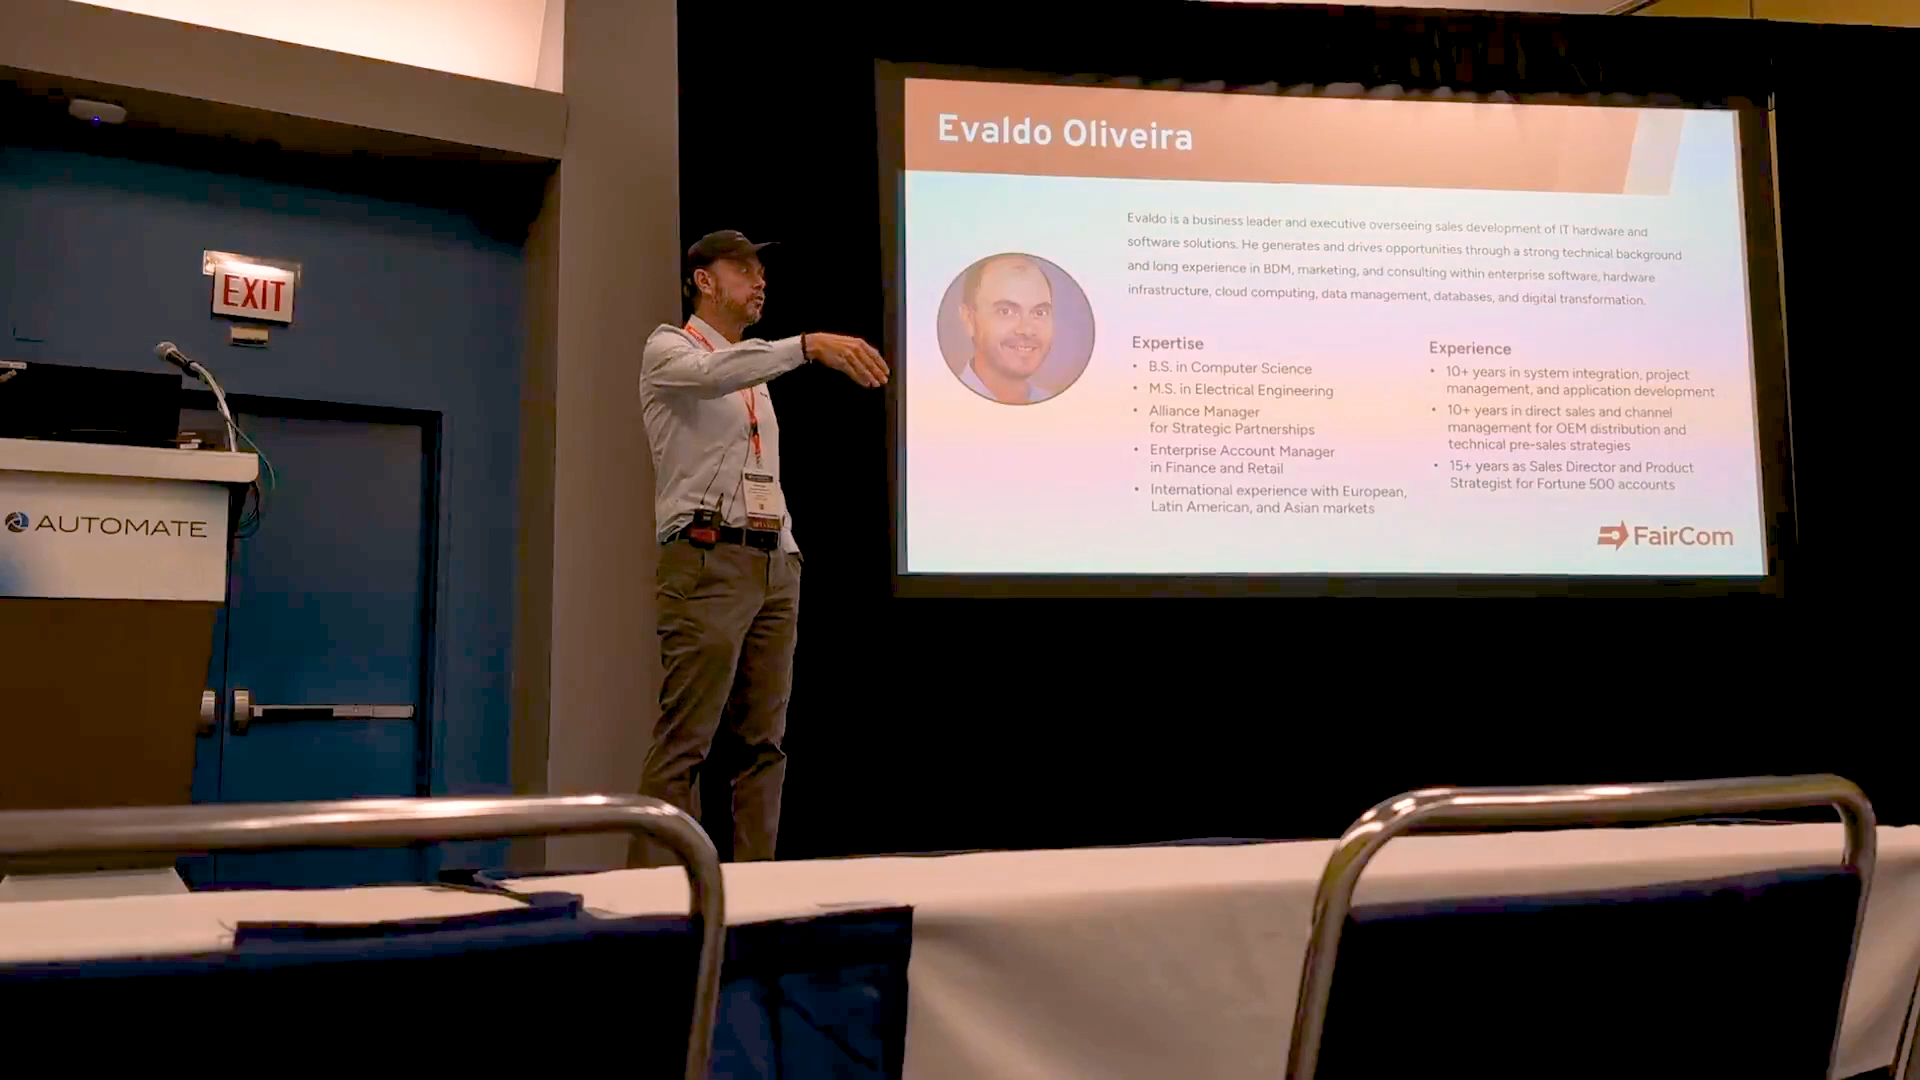 Evaldo Oliveira
Evaldo is a business leader and executive overseeing sales development of IT hardware and
software solutions. He generates and drives opportunities through a strong technical background
and long experience in BDM, marketing, and consulting within enterprise software, hardware
infrastructure, cloud computing, data management, databases, and digital transformation.
Expertise
• B.S. in Computer Science
• M.S. in Electrical Engineering
• Alliance Manager
for Strategic Partnerships
• Enterprise Account Manager
in Finance and Retail
• International experience with European,
Latin American, and Asian markets
Experience
• 10+ years in system integration, project
management, and application development
• 10+ years in direct sales and channel
management for OEM distribution and
technical pre-sales strategies
• 15+ years as Sales Director and Product
Strategist for Fortune 500 accounts
FairCom
EXIT
AUTOMATE